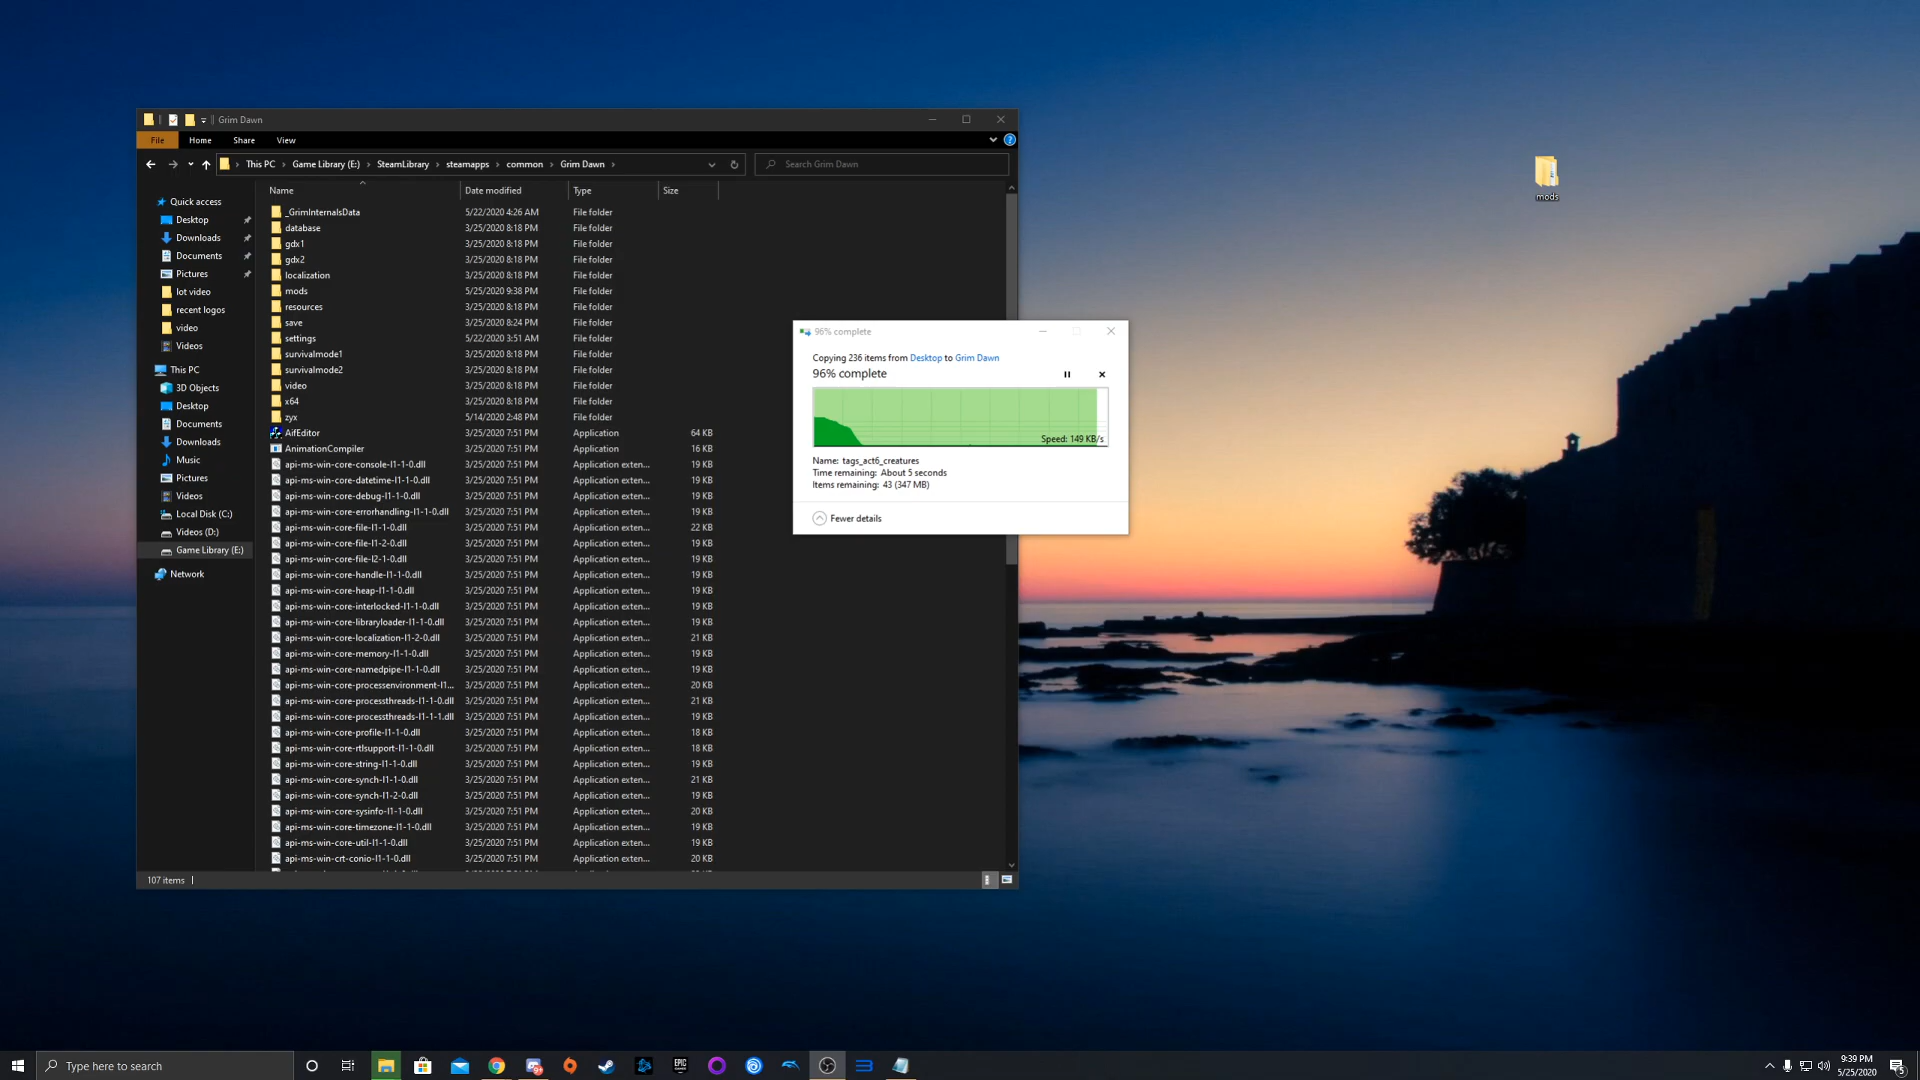 Grim Dawn
File Home Share View
This PC Game Library (E:) SteamLibrary steamapps common Grim Dawn
Search Grim Dawn
Name Date modified Type Size
Quick access
Desktop
Downloads
Documents
Pictures
lot video
recent logos
video
Videos
This PC
3D Objects
Desktop
Documents
Downloads
Music
Pictures
Videos
Local Disk (C:)
Videos (D:)
Game Library (E:)
Network
_GrimInternalsData 5/22/2020 4:26 AM File folder
database 3/25/2020 8:18 PM File folder
gdx1 3/25/2020 8:18 PM File folder
gdx2 3/25/2020 8:18 PM File folder
localization 3/25/2020 8:18 PM File folder
mods 5/25/2020 9:38 PM File folder
resources 3/25/2020 8:18 PM File folder
save 3/25/2020 8:24 PM File folder
settings 5/22/2020 3:51 AM File folder
survivalmode1 3/25/2020 8:18 PM File folder
survivalmode2 3/25/2020 8:18 PM File folder
video 3/25/2020 8:18 PM File folder
x64 3/25/2020 8:18 PM File folder
zyx 5/14/2020 2:48 PM File folder
AifEditor 3/25/2020 7:51 PM Application 64 KB
AnimationCompiler 3/25/2020 7:51 PM Application 16 KB
api-ms-win-core-console-l1-1-0.dll 3/25/2020 7:51 PM Application exten... 19 KB
api-ms-win-core-datetime-l1-1-0.dll 3/25/2020 7:51 PM Application exten... 19 KB
api-ms-win-core-debug-l1-1-0.dll 3/25/2020 7:51 PM Application exten... 19 KB
api-ms-win-core-errorhandling-l1-1-0.dll 3/25/2020 7:51 PM Application exten... 19 KB
api-ms-win-core-file-l1-1-0.dll 3/25/2020 7:51 PM Application exten... 22 KB
api-ms-win-core-file-l1-2-0.dll 3/25/2020 7:51 PM Application exten... 19 KB
api-ms-win-core-file-l2-1-0.dll 3/25/2020 7:51 PM Application exten... 19 KB
api-ms-win-core-handle-l1-1-0.dll 3/25/2020 7:51 PM Application exten... 19 KB
api-ms-win-core-heap-l1-1-0.dll 3/25/2020 7:51 PM Application exten... 19 KB
api-ms-win-core-interlocked-l1-1-0.dll 3/25/2020 7:51 PM Application exten... 19 KB
api-ms-win-core-libraryloader-l1-1-0.dll 3/25/2020 7:51 PM Application exten... 19 KB
api-ms-win-core-localization-l1-2-0.dll 3/25/2020 7:51 PM Application exten... 21 KB
api-ms-win-core-memory-l1-1-0.dll 3/25/2020 7:51 PM Application exten... 19 KB
api-ms-win-core-namedpipe-l1-1-0.dll 3/25/2020 7:51 PM Application exten... 19 KB
api-ms-win-core-processenvironment-l1... 3/25/2020 7:51 PM Application exten... 20 KB
api-ms-win-core-processthreads-l1-1-0.dll 3/25/2020 7:51 PM Application exten... 21 KB
api-ms-win-core-processthreads-l1-1-1.dll 3/25/2020 7:51 PM Application exten... 19 KB
api-ms-win-core-profile-l1-1-0.dll 3/25/2020 7:51 PM Application exten... 18 KB
api-ms-win-core-rtlsupport-l1-1-0.dll 3/25/2020 7:51 PM Application exten... 18 KB
api-ms-win-core-string-l1-1-0.dll 3/25/2020 7:51 PM Application exten... 19 KB
api-ms-win-core-synch-l1-1-0.dll 3/25/2020 7:51 PM Application exten... 21 KB
api-ms-win-core-synch-l1-2-0.dll 3/25/2020 7:51 PM Application exten... 19 KB
api-ms-win-core-sysinfo-l1-1-0.dll 3/25/2020 7:51 PM Application exten... 20 KB
api-ms-win-core-timezone-l1-1-0.dll 3/25/2020 7:51 PM Application exten... 19 KB
api-ms-win-core-util-l1-1-0.dll 3/25/2020 7:51 PM Application exten... 19 KB
api-ms-win-crt-conio-l1-1-0.dll 3/25/2020 7:51 PM Application exten... 20 KB
107 items
96% complete
Copying 236 items from Desktop to Grim Dawn
96% complete
Speed: 149 KB/s
Name: tags_act6_creatures
Time remaining: About 5 seconds
Items remaining: 43 (347 MB)
Fewer details
mods
Type here to search
EPIC
9:39 PM
5/25/2020
5